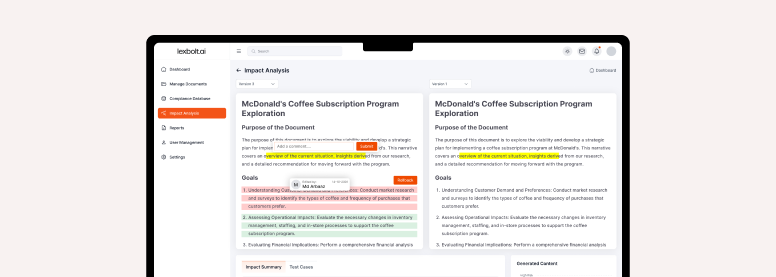 lexbolt.ai
Search
Dashboard
Manage Documents
Compliance Database
Impact Analysis
Reports
User Management
Settings
← Impact Analysis
Dashboard
Version 1
McDonald's Coffee Subscription Program
Exploration
Purpose of the Document
The purpose of this document is to explore the viability and develop a strategic
plan for
Add a comment...
Submit
d's. This narrative
covers an overview of the current situation, insights derived from our research,
and a detailed recommendation for moving forward with our plans.
Goals
Md Amanz
Rollback
1. Understanding Customer Demand and Preferences: Conduct market research
and surveys to identify the types of coffee and frequency of purchases that
customers prefer.
2. Assessing Operational Impacts: Evaluate the necessary changes in inventory
management, staffing, and in-store processes to support the coffee
subscription program.
3. Evaluating Financial Implications: Perform a comprehensive financial analysis
McDonald's Coffee Subscription Program
Exploration
Purpose of the Document
The purpose of this document is to explore the viability and develop a strategic
plan for implementing a coffee subscription program at McDonald's. This narrative
covers an overview of the current situation, insights derived from our research,
and a detailed recommendation for moving forward with our plans.
Goals
1. Understanding Customer Demand and Preferences: Conduct market research
and surveys to identify the types of coffee and frequency of purchases that
customers prefer.
2. Assessing Operational Impacts: Evaluate the necessary changes in inventory
management, staffing, and in-store processes to support the coffee
subscription program.
3. Evaluating Financial Implications: Perform a comprehensive financial analysis
Impact Summary
Test Cases
Generated Content